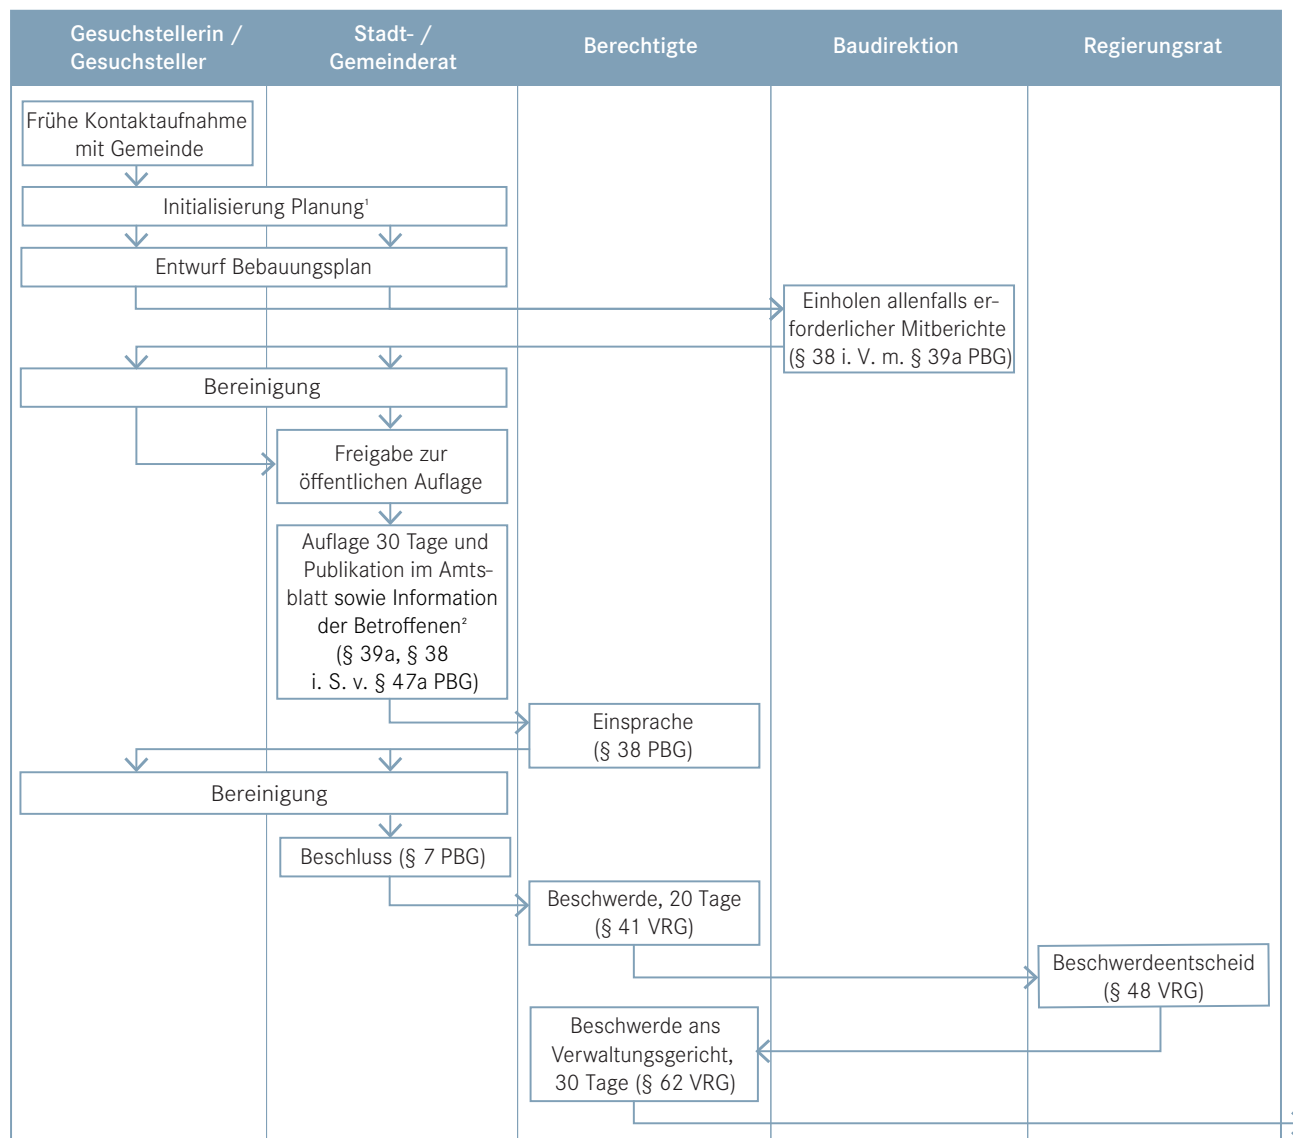 Gesuchstellerin /
Gesuchsteller
Stadt- /
Gemeinderat
Berechtigte
Baudirektion
Regierungsrat
Frühe Kontaktaufnahme
mit Gemeinde
Initialisierung Planung¹
Entwurf Bebauungsplan
Einholen allenfalls er-
forderlicher Mitberichte
(§ 38 i. V. m. § 39a PBG)
Bereinigung
Freigabe zur
öffentlichen Auflage
Auflage 30 Tage und
Publikation im Amts-
blatt sowie Information
der Betroffenen²
(§ 39a, § 38
i. S. v. § 47a PBG)
Einsprache
(§ 38 PBG)
Bereinigung
Beschluss (§ 7 PBG)
Beschwerde, 20 Tage
(§ 41 VRG)
Beschwerdeentscheid
(§ 48 VRG)
Beschwerde ans
Verwaltungsgericht,
30 Tage (§ 62 VRG)